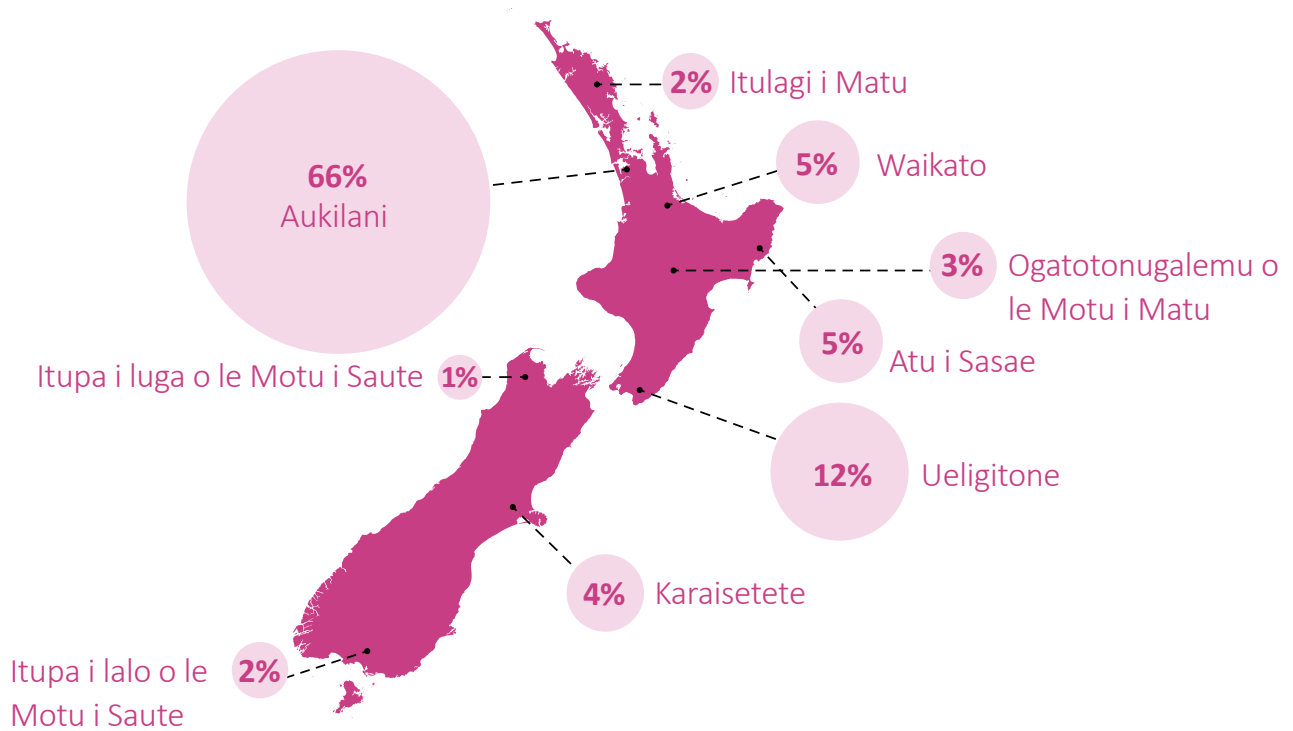 2% Itulagi i Matu
66%
Aukilani
5% Waikato
3% Ogatotonugalemu o
le Motu i Matu
5% Atu i Sasae
Itupa i luga o le Motu i Saute 1%
12% Ueligitone
4% Karaisetete
Itupa i lalo o le 2%
Motu i Saute